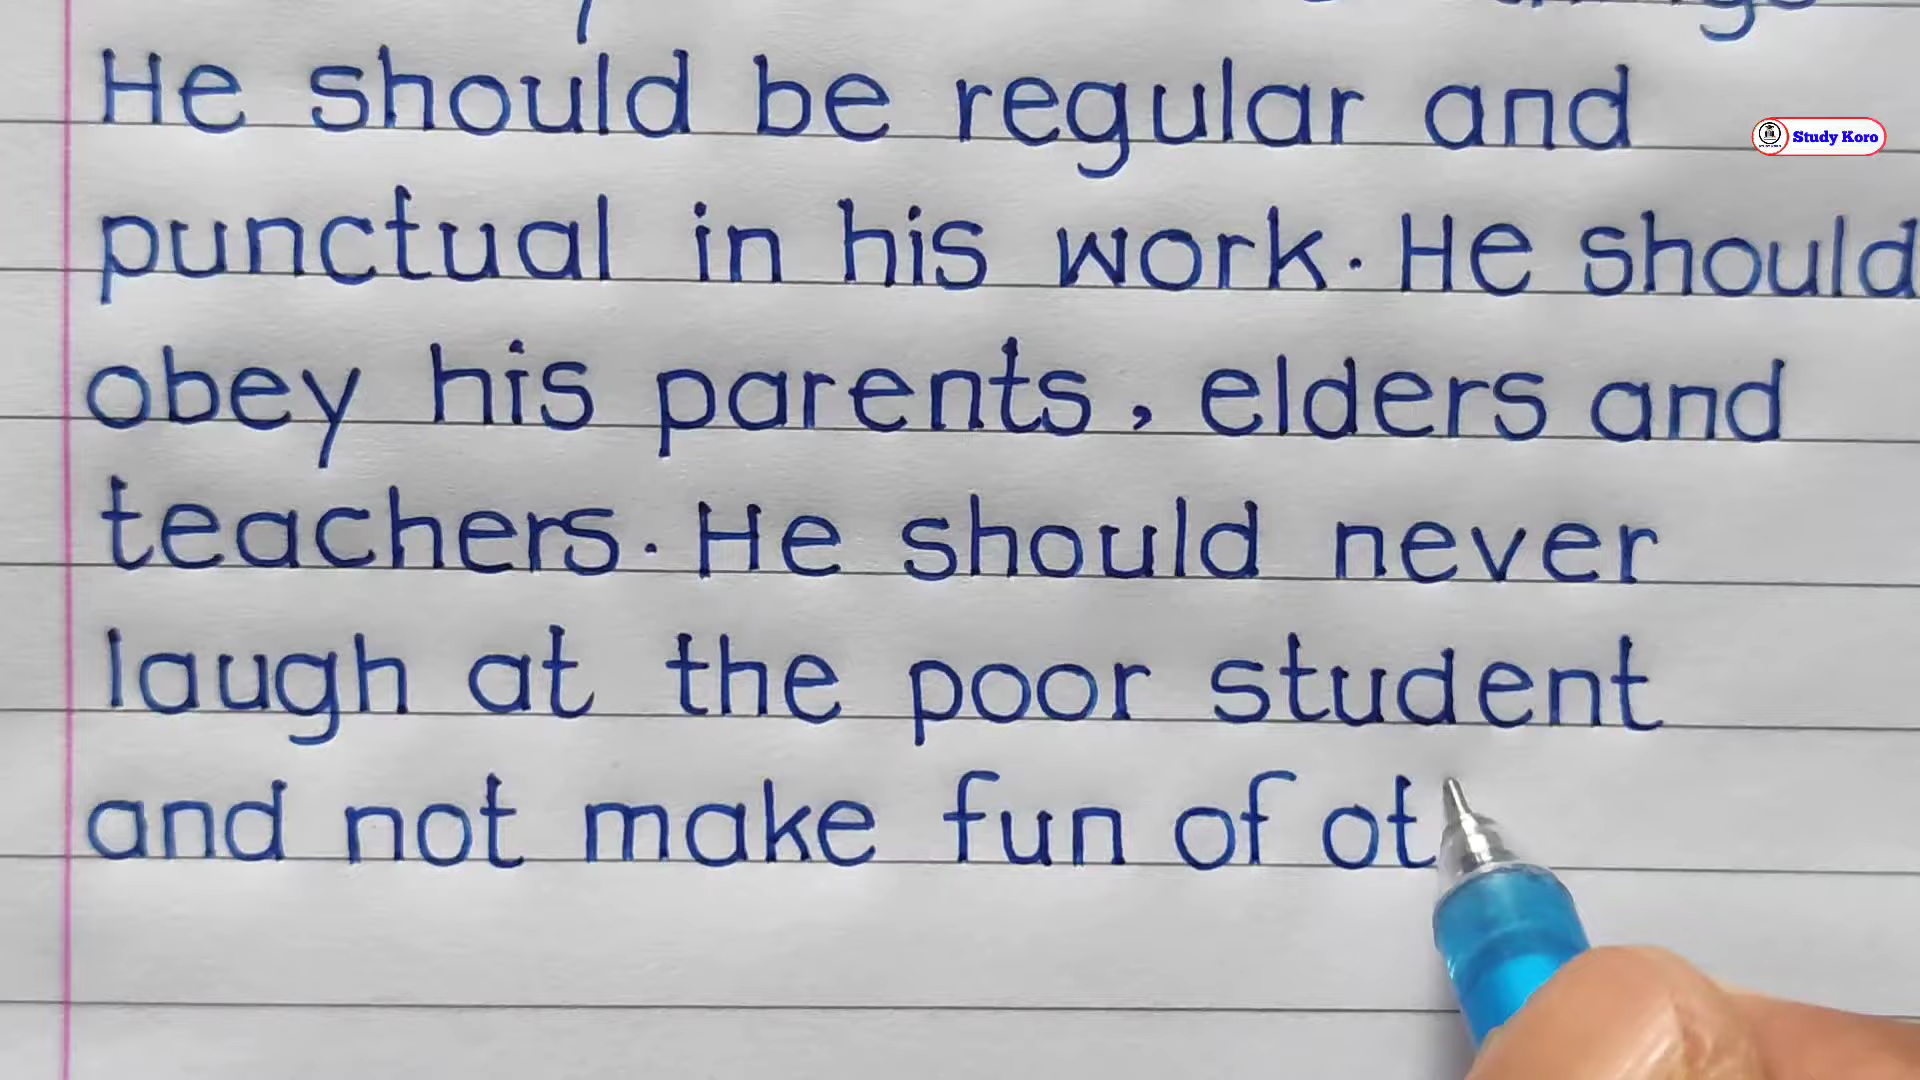 He should be regular and
Study Koro
punctual in his work. He should
obey his parents, elders and
teachers. He should never
laugh at the poor student
and not make fun of ot